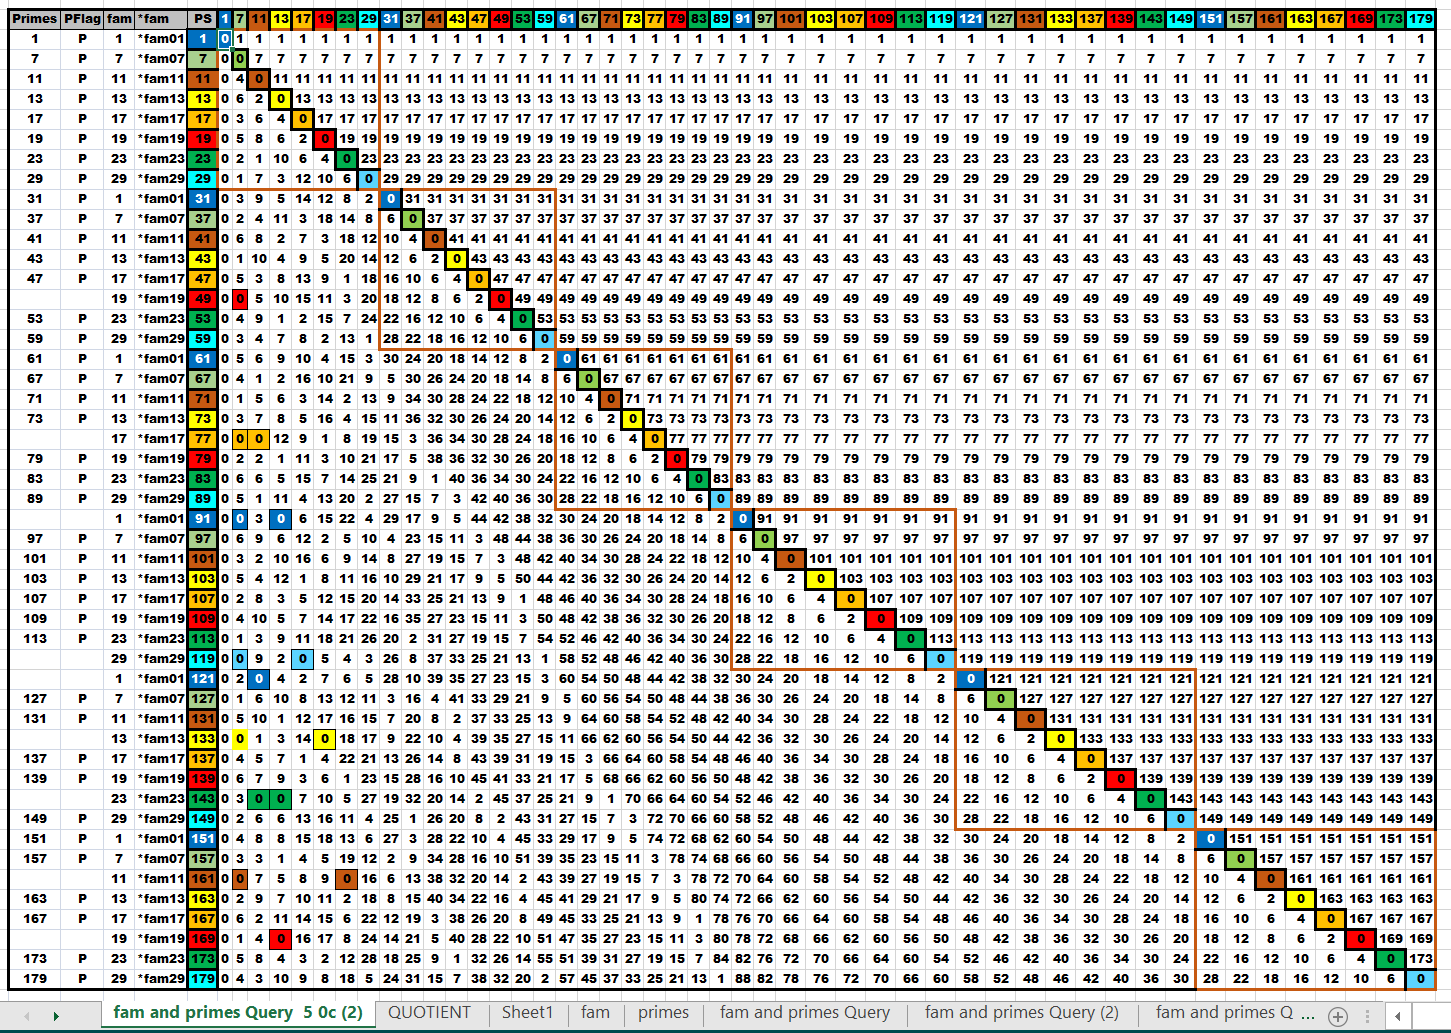 Primes PFlag fam *fam PS 1 7 11 13 17 19 23 29 31 37 41 43 47 49 53 59 61 67 71 73 77 79 83 89 91 97 101 103 107 109 113 119 121 127 131 133 137 139 143 149 151 157 161 163 167 169 173 179
1 P 1 *fam01 1 0 1 1 1 1 1 1 1 1 1 1 1 1 1 1 1 1 1 1 1 1 1 1 1 1 1 1 1 1 1 1 1 1 1 1 1 1 1 1 1 1 1 1 1 1 1 1 1
7 P 7 *fam07 7 0 0 7 7 7 7 7 7 7 7 7 7 7 7 7 7 7 7 7 7 7 7 7 7 7 7 7 7 7 7 7 7 7 7 7 7 7 7 7 7 7 7 7 7 7 7 7 7
11 P 11 *fam11 11 0 4 0 11 11 11 11 11 11 11 11 11 11 11 11 11 11 11 11 11 11 11 11 11 11 11 11 11 11 11 11 11 11 11 11 11 11 11 11 11 11 11 11 11 11 11 11 11
13 P 13 *fam13 13 0 6 2 0 13 13 13 13 13 13 13 13 13 13 13 13 13 13 13 13 13 13 13 13 13 13 13 13 13 13 13 13 13 13 13 13 13 13 13 13 13 13 13 13 13 13 13 13
17 P 17 *fam17 17 0 3 6 4 0 17 17 17 17 17 17 17 17 17 17 17 17 17 17 17 17 17 17 17 17 17 17 17 17 17 17 17 17 17 17 17 17 17 17 17 17 17 17 17 17 17 17 17
19 P 19 *fam19 19 0 5 8 6 2 0 19 19 19 19 19 19 19 19 19 19 19 19 19 19 19 19 19 19 19 19 19 19 19 19 19 19 19 19 19 19 19 19 19 19 19 19 19 19 19 19 19 19
23 P 23 *fam23 23 0 2 1 10 6 4 0 23 23 23 23 23 23 23 23 23 23 23 23 23 23 23 23 23 23 23 23 23 23 23 23 23 23 23 23 23 23 23 23 23 23 23 23 23 23 23 23 23
29 P 29 *fam29 29 0 1 7 3 12 10 6 0 29 29 29 29 29 29 29 29 29 29 29 29 29 29 29 29 29 29 29 29 29 29 29 29 29 29 29 29 29 29 29 29 29 29 29 29 29 29 29 29
31 P 1 *fam01 31 0 3 9 5 14 12 8 2 0 31 31 31 31 31 31 31 31 31 31 31 31 31 31 31 31 31 31 31 31 31 31 31 31 31 31 31 31 31 31 31 31 31 31 31 31 31 31 31
37 P 7 *fam07 37 0 2 4 11 3 18 14 8 6 0 37 37 37 37 37 37 37 37 37 37 37 37 37 37 37 37 37 37 37 37 37 37 37 37 37 37 37 37 37 37 37 37 37 37 37 37 37 37
41 P 11 *fam11 41 0 6 8 2 7 3 18 12 10 4 0 41 41 41 41 41 41 41 41 41 41 41 41 41 41 41 41 41 41 41 41 41 41 41 41 41 41 41 41 41 41 41 41 41 41 41 41 41
43 P 13 *fam13 43 0 1 10 4 9 5 20 14 12 6 2 0 43 43 43 43 43 43 43 43 43 43 43 43 43 43 43 43 43 43 43 43 43 43 43 43 43 43 43 43 43 43 43 43 43 43 43 43
47 P 17 *fam17 47 0 5 3 8 13 9 1 18 16 10 6 4 0 47 47 47 47 47 47 47 47 47 47 47 47 47 47 47 47 47 47 47 47 47 47 47 47 47 47 47 47 47 47 47 47 47 47 47
19 *fam19 49 0 0 5 10 15 11 3 20 18 12 8 6 2 0 49 49 49 49 49 49 49 49 49 49 49 49 49 49 49 49 49 49 49 49 49 49 49 49 49 49 49 49 49 49 49 49 49 49
53 P 23 *fam23 53 0 4 9 1 2 15 7 24 22 16 12 10 6 4 0 53 53 53 53 53 53 53 53 53 53 53 53 53 53 53 53 53 53 53 53 53 53 53 53 53 53 53 53 53 53 53 53 53
59 P 29 *fam29 59 0 3 4 7 8 2 13 1 28 22 18 16 12 10 6 0 59 59 59 59 59 59 59 59 59 59 59 59 59 59 59 59 59 59 59 59 59 59 59 59 59 59 59 59 59 59 59 59
61 P 1 *fam01 61 0 5 6 9 10 4 15 3 30 24 20 18 14 12 8 2 0 61 61 61 61 61 61 61 61 61 61 61 61 61 61 61 61 61 61 61 61 61 61 61 61 61 61 61 61 61 61 61
67 P 7 *fam07 67 0 4 1 2 16 10 21 9 5 30 26 24 20 18 14 8 6 0 67 67 67 67 67 67 67 67 67 67 67 67 67 67 67 67 67 67 67 67 67 67 67 67 67 67 67 67 67 67
71 P 11 *fam11 71 0 1 5 6 3 14 2 13 9 34 30 28 24 22 18 12 10 4 0 71 71 71 71 71 71 71 71 71 71 71 71 71 71 71 71 71 71 71 71 71 71 71 71 71 71 71 71 71
73 P 13 *fam13 73 0 3 7 8 5 16 4 15 11 36 32 30 26 24 20 14 12 6 2 0 73 73 73 73 73 73 73 73 73 73 73 73 73 73 73 73 73 73 73 73 73 73 73 73 73 73 73 73
17 *fam17 77 0 0 0 12 9 1 8 19 15 3 36 34 30 28 24 18 16 10 6 4 0 77 77 77 77 77 77 77 77 77 77 77 77 77 77 77 77 77 77 77 77 77 77 77 77 77 77 77
79 P 19 *fam19 79 0 2 2 1 11 3 10 21 17 5 38 36 32 30 26 20 18 12 8 6 2 0 79 79 79 79 79 79 79 79 79 79 79 79 79 79 79 79 79 79 79 79 79 79 79 79 79 79
83 P 23 *fam23 83 0 6 6 5 15 7 14 25 21 9 1 40 36 34 30 24 22 16 12 10 6 4 0 83 83 83 83 83 83 83 83 83 83 83 83 83 83 83 83 83 83 83 83 83 83 83 83 83
89 P 29 *fam29 89 0 5 1 11 4 13 20 2 27 15 7 3 42 40 36 30 28 22 18 16 12 10 6 0 89 89 89 89 89 89 89 89 89 89 89 89 89 89 89 89 89 89 89 89 89 89 89 89
1 *fam01 91 0 0 3 0 6 15 22 4 29 17 9 5 44 42 38 32 30 24 20 18 14 12 8 2 0 91 91 91 91 91 91 91 91 91 91 91 91 91 91 91 91 91 91 91 91 91 91 91
97 P 7 *fam07 97 0 6 9 6 12 2 5 10 4 23 15 11 3 48 44 38 36 30 26 24 20 18 14 8 6 0 97 97 97 97 97 97 97 97 97 97 97 97 97 97 97 97 97 97 97 97 97 97
101 P 11 *fam11 101 0 3 2 10 16 6 9 14 8 27 19 15 7 3 48 42 40 34 30 28 24 22 18 12 10 4 0 101 101 101 101 101 101 101 101 101 101 101 101 101 101 101 101 101 101 101 101 101
103 P 13 *fam13 103 0 5 4 12 1 8 11 16 10 29 21 17 9 5 50 44 42 36 32 30 26 24 20 14 12 6 2 0 103 103 103 103 103 103 103 103 103 103 103 103 103 103 103 103 103 103 103 103
107 P 17 *fam17 107 0 2 8 3 5 12 15 20 14 33 25 21 13 9 1 48 46 40 36 34 30 28 24 18 16 10 6 4 0 107 107 107 107 107 107 107 107 107 107 107 107 107 107 107 107 107 107 107
109 P 19 *fam19 109 0 4 10 5 7 14 17 22 16 35 27 23 15 11 3 50 48 42 38 36 32 30 26 20 18 12 8 6 2 0 109 109 109 109 109 109 109 109 109 109 109 109 109 109 109 109 109 109
113 P 23 *fam23 113 0 1 3 9 11 18 21 26 20 2 31 27 19 15 7 54 52 46 42 40 36 34 30 24 22 16 12 10 6 4 0 113 113 113 113 113 113 113 113 113 113 113 113 113 113 113 113 113
29 *fam29 119 0 0 9 2 0 5 4 3 26 8 37 33 25 21 13 1 58 52 48 46 42 40 36 30 28 22 18 16 12 10 6 0 119 119 119 119 119 119 119 119 119 119 119 119 119 119 119 119
1 *fam01 121 0 2 0 4 2 7 6 5 28 10 39 35 27 23 15 3 60 54 50 48 44 42 38 32 30 24 20 18 14 12 8 2 0 121 121 121 121 121 121 121 121 121 121 121 121 121 121 121
127 P 7 *fam07 127 0 1 6 10 8 13 12 11 3 16 4 41 33 29 21 9 5 60 56 54 50 48 44 38 36 30 26 24 20 18 14 8 6 0 127 127 127 127 127 127 127 127 127 127 127 127 127 127
131 P 11 *fam11 131 0 5 10 1 12 17 16 15 7 20 8 2 37 33 25 13 9 64 60 58 54 52 48 42 40 34 30 28 24 22 18 12 10 4 0 131 131 131 131 131 131 131 131 131 131 131 131 131
13 *fam13 133 0 0 1 3 14 0 18 17 9 22 10 4 39 35 27 15 11 66 62 60 56 54 50 44 42 36 32 30 26 24 20 14 12 6 2 0 133 133 133 133 133 133 133 133 133 133 133 133
137 P 17 *fam17 137 0 4 5 7 1 4 22 21 13 26 14 8 43 39 31 19 15 3 66 64 60 58 54 48 46 40 36 34 30 28 24 18 16 10 6 4 0 137 137 137 137 137 137 137 137 137 137 137
139 P 19 *fam19 139 0 6 7 9 3 6 1 23 15 28 16 10 45 41 33 21 17 5 68 66 62 60 56 50 48 42 38 36 32 30 26 20 18 12 8 6 2 0 139 139 139 139 139 139 139 139 139 139
23 *fam23 143 0 3 0 0 7 10 5 27 19 32 20 14 2 45 37 25 21 9 1 70 66 64 60 54 52 46 42 40 36 34 30 24 22 16 12 10 6 4 0 143 143 143 143 143 143 143 143 143
149 P 29 *fam29 149 0 2 6 6 13 16 11 4 25 1 26 20 8 2 43 31 27 15 7 3 72 70 66 60 58 52 48 46 42 40 36 30 28 22 18 16 12 10 6 0 149 149 149 149 149 149 149 149
151 P 1 *fam01 151 0 4 8 8 15 18 13 6 27 3 28 22 10 4 45 33 29 17 9 5 74 72 68 62 60 54 50 48 44 42 38 32 30 24 20 18 14 12 8 2 0 151 151 151 151 151 151 151
157 P 7 *fam07 157 0 3 3 1 4 5 19 12 2 9 34 28 16 10 51 39 35 23 15 11 3 78 74 68 66 60 56 54 50 48 44 38 36 30 26 24 20 18 14 8 6 0 157 157 157 157 157 157
11 *fam11 161 0 0 7 5 8 9 0 16 6 13 38 32 20 14 2 43 39 27 19 15 7 3 78 72 70 64 60 58 54 52 48 42 40 34 30 28 24 22 18 12 10 4 0 161 161 161 161 161
163 P 13 *fam13 163 0 2 9 7 10 11 2 18 8 15 40 34 22 16 4 45 41 29 21 17 9 5 80 74 72 66 62 60 56 54 50 44 42 36 32 30 26 24 20 14 12 6 2 0 163 163 163 163
167 P 17 *fam17 167 0 6 2 11 14 15 6 22 12 19 3 38 26 20 8 49 45 33 25 21 13 9 1 78 76 70 66 64 60 58 54 48 46 40 36 34 30 28 24 18 16 10 6 4 0 167 167 167
19 *fam19 169 0 1 4 0 16 17 8 24 14 21 5 40 28 22 10 51 47 35 27 23 15 11 3 80 78 72 68 66 62 60 56 50 48 42 38 36 32 30 26 20 18 12 8 6 2 0 169 169
173 P 23 *fam23 173 0 5 8 4 3 2 12 28 18 25 9 1 32 26 14 55 51 39 31 27 19 15 7 84 82 76 72 70 66 64 60 54 52 46 42 40 36 34 30 24 22 16 12 10 6 4 0 173
179 P 29 *fam29 179 0 4 3 10 9 8 18 5 24 31 15 7 38 32 20 2 57 45 37 33 25 21 13 1 88 82 78 76 72 70 66 60 58 52 48 46 42 40 36 30 28 22 18 16 12 10 6 0
fam and primes Query 5 0c (2) QUOTIENT Sheet1 fam primes fam and primes Query fam and primes Query (2) fam and primes Q ...